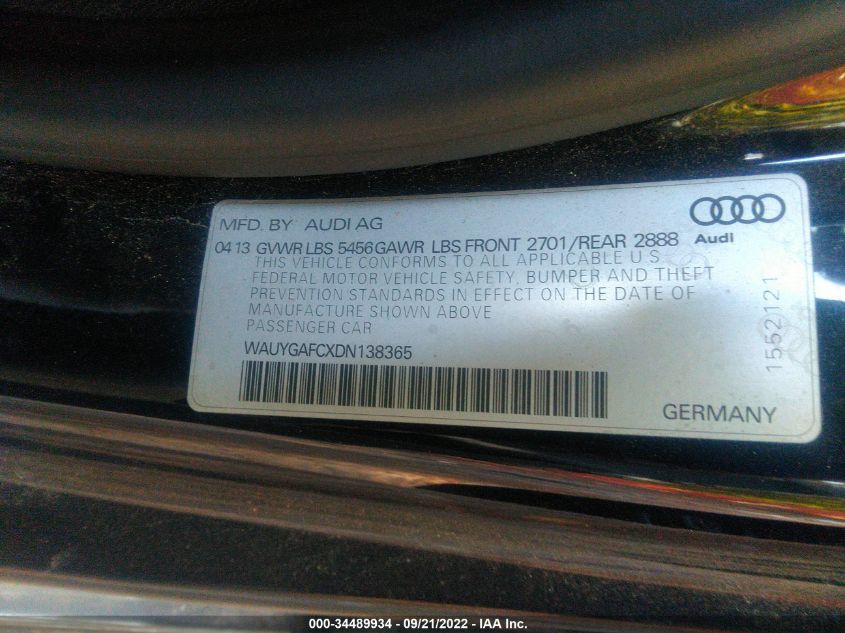 MFD. BY AUDI AG
Audi
04 13 GVWR LBS 5456 GAWR LBS FRONT 2701/REAR 2888
THIS VEHICLE CONFORMS TO ALL APPLICABLE U S
FEDERAL MOTOR VEHICLE SAFETY, BUMPER AND THEFT
PREVENTION STANDARDS IN EFFECT ON THE DATE OF
MANUFACTURE SHOWN ABOVE
PASSENGER CAR
WAUYGAFCXDN138365
1552121
GERMANY
000-34489934 - 09/21/2022 - IAA Inc.